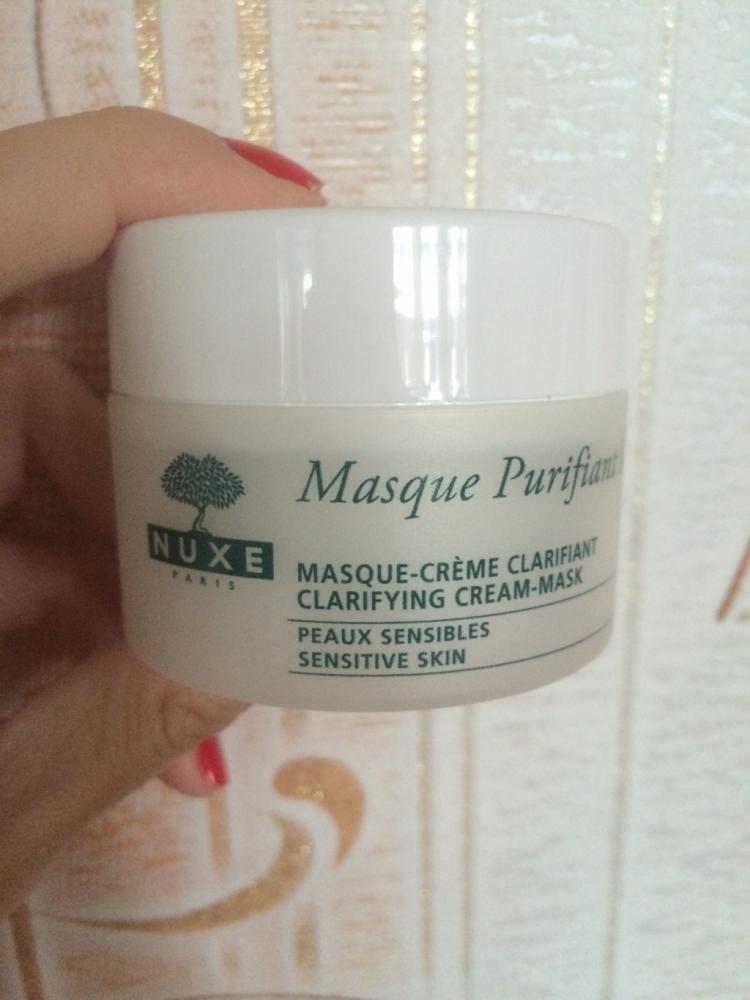 Masque Purifiant
NUXE
PARIS
MASQUE-CRÈME CLARIFIANT
CLARIFYING CREAM-MASK
PEAUX SENSIBLES
SENSITIVE SKIN